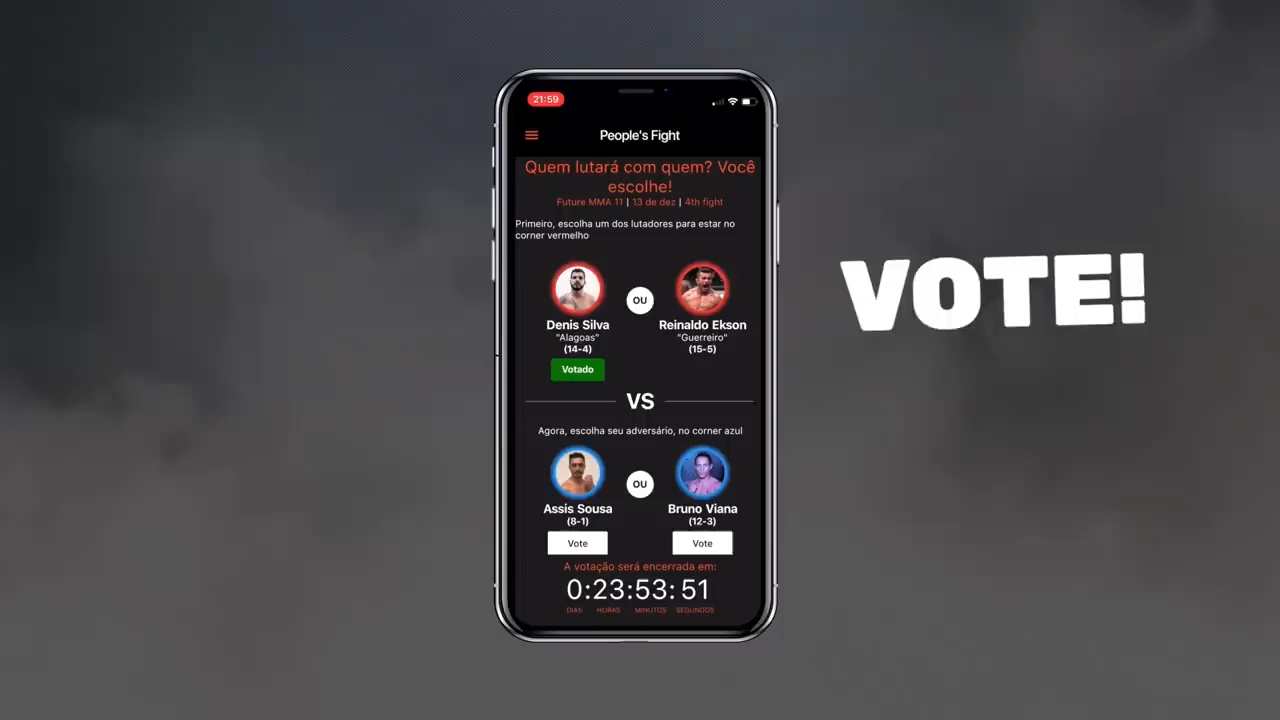 21:59
People's Fight
Quem lutará com quem? Você
escolhe!
Future MMA 11 | 13 de dez | 4th fight
Primeiro, escolha um dos lutadores para estar no
corner vermelho
OU
Denis Silva
"Alagoas"
(14-4)
Reinaldo Ekson
"Guerreiro"
(15-5)
Votado
VS
Agora, escolha seu adversário, no corner azul
OU
Assis Sousa
(8-1)
Bruno Viana
(12-3)
Vote
Vote
A votação será encerrada em:
0:23:53:51
DIAS HORAS MINUTOS SEGUNDOS
VOTE!